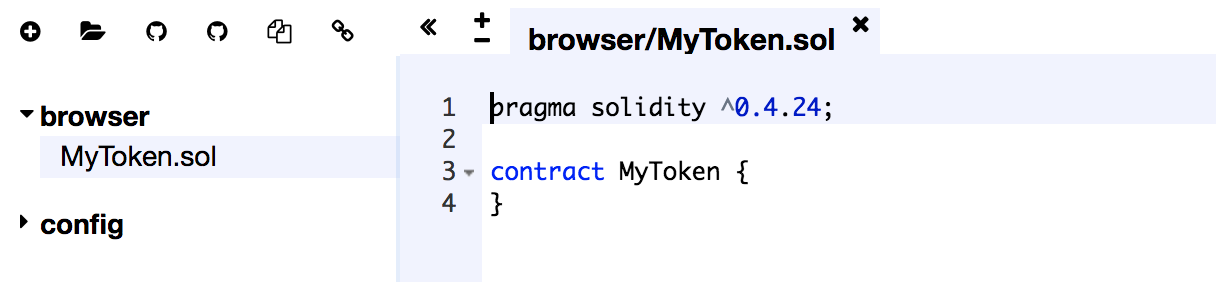 browser
MyToken.sol
config
browser/MyToken.sol
1 pragma solidity ^0.4.24;
2
3 contract MyToken {
4 }